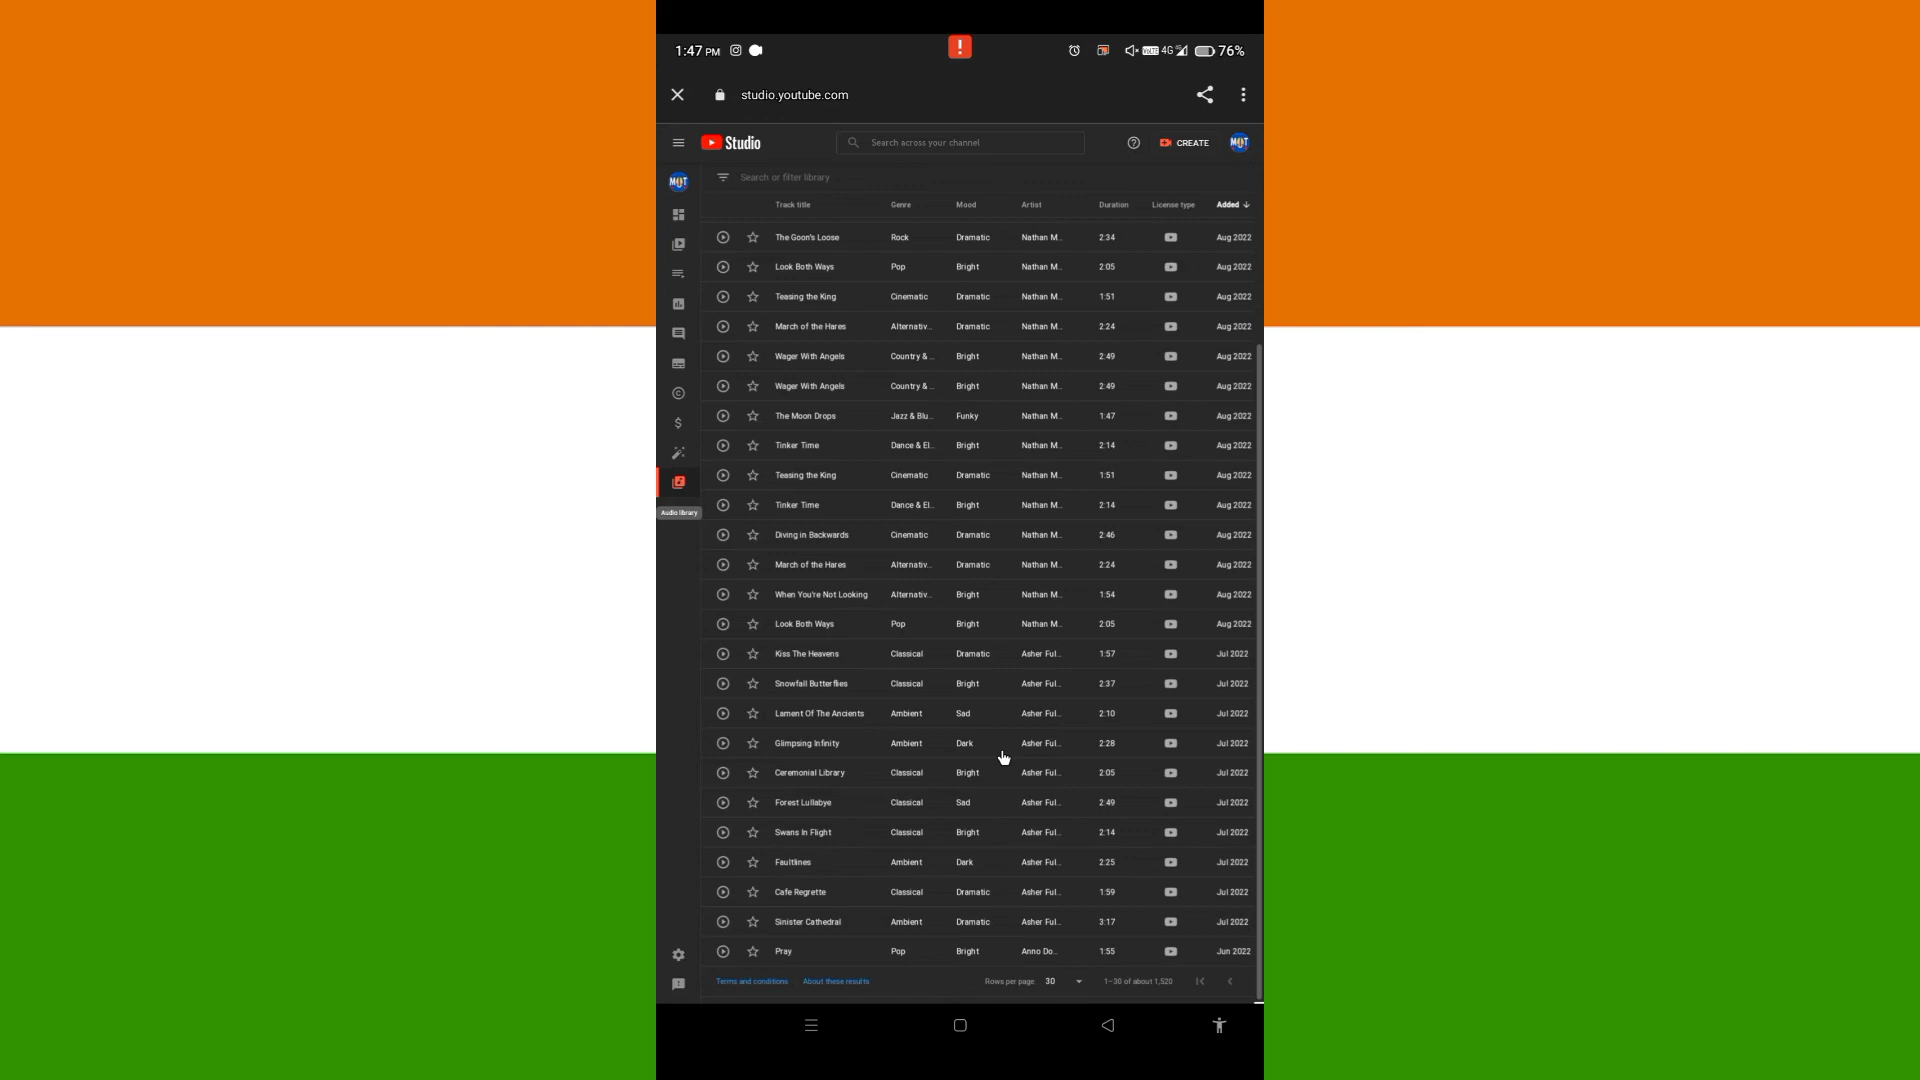 1:47 PM 4G 76%
studio.youtube.com
Studio Search across your channel CREATE
MOT
Search or filter library
Track title Genre Mood Artist Duration License type Added
The Goon's Loose Rock Dramatic Nathan M... 2:34 Aug 2022
Look Both Ways Pop Bright Nathan M... 2:05 Aug 2022
Teasing the King Cinematic Dramatic Nathan M... 1:51 Aug 2022
March of the Hares Alternativ... Dramatic Nathan M... 2:24 Aug 2022
Wager With Angels Country & ... Bright Nathan M... 2:49 Aug 2022
Wager With Angels Country & ... Bright Nathan M... 2:49 Aug 2022
The Moon Drops Jazz & Blu... Funky Nathan M... 1:47 Aug 2022
Tinker Time Dance & El... Bright Nathan M... 2:14 Aug 2022
Teasing the King Cinematic Dramatic Nathan M... 1:51 Aug 2022
Tinker Time Dance & El... Bright Nathan M... 2:14 Aug 2022
Audio library
Diving in Backwards Cinematic Dramatic Nathan M... 2:46 Aug 2022
March of the Hares Alternativ... Dramatic Nathan M... 2:24 Aug 2022
When You're Not Looking Alternativ... Bright Nathan M... 1:54 Aug 2022
Look Both Ways Pop Bright Nathan M... 2:05 Aug 2022
Kiss The Heavens Classical Dramatic Asher Ful... 1:57 Jul 2022
Snowfall Butterflies Classical Bright Asher Ful... 2:37 Jul 2022
Lament Of The Ancients Ambient Sad Asher Ful... 2:10 Jul 2022
Glimpsing Infinity Ambient Dark Asher Ful... 2:28 Jul 2022
Ceremonial Library Classical Bright Asher Ful... 2:05 Jul 2022
Forest Lullabye Classical Sad Asher Ful... 2:49 Jul 2022
Swans In Flight Classical Bright Asher Ful... 2:14 Jul 2022
Faultlines Ambient Dark Asher Ful... 2:25 Jul 2022
Cafe Regrette Classical Dramatic Asher Ful... 1:59 Jul 2022
Sinister Cathedral Ambient Dramatic Asher Ful... 3:17 Jul 2022
Pray Pop Bright Anno Do... 1:55 Jun 2022
Terms and conditions About these results Rows per page: 30 1–30 of about 1,520